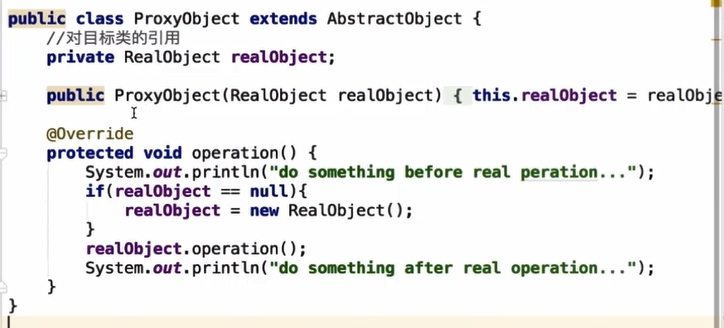 public class ProxyObject extends AbstractObject {
//对目标类的引用
private RealObject realObject;
public ProxyObject(RealObject realObject) { this.realObject = realObje
@Override
protected void operation() {
System.out.println("do something before real peration...");
if(realObject == null){
realObject = new RealObject();
}
realObject.operation();
System.out.println("do something after real operation...");
}
}